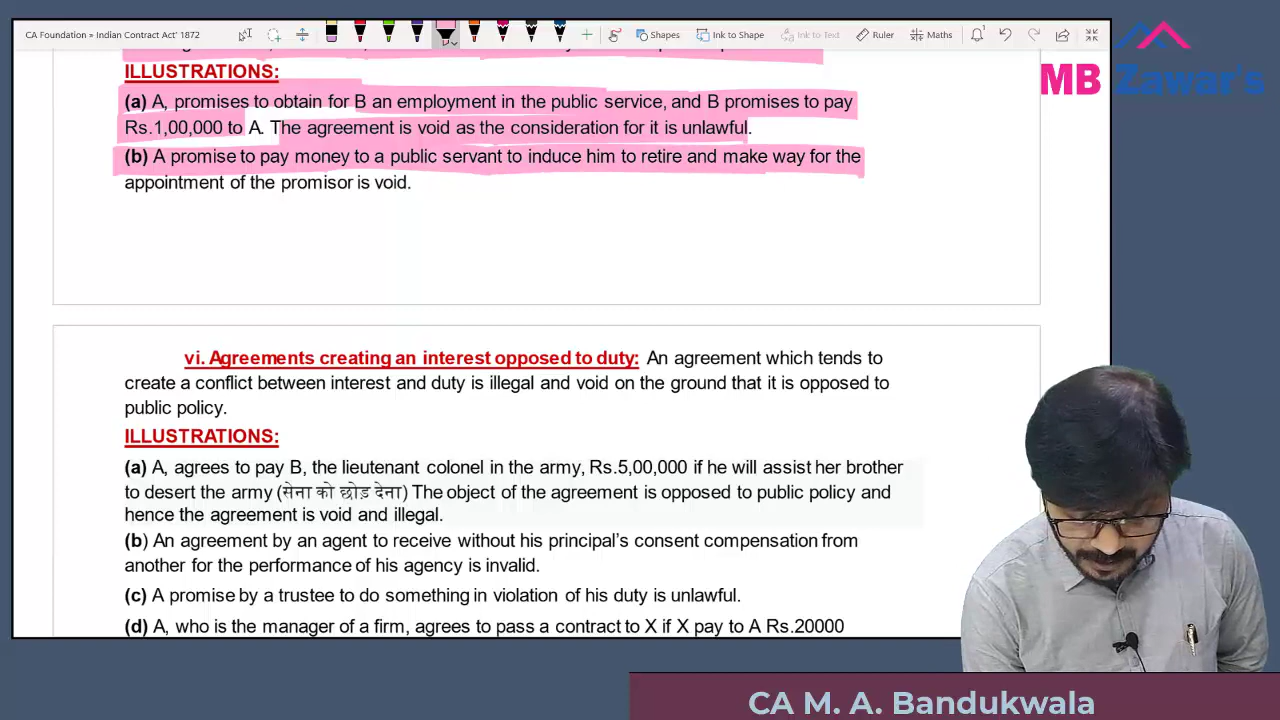 CA Foundation = Indian Contract Act' 1872
Shapes
Ink to Shape
Ink to Text
Ruler
Maths
MB Zawar's
ILLUSTRATIONS:
(a) A, promises to obtain for B an employment in the public service, and B promises to pay
Rs.1,00,000 to A. The agreement is void as the consideration for it is unlawful.
(b) A promise to pay money to a public servant to induce him to retire and make way for the
appointment of the promisor is void.
vi. Agreements creating an interest opposed to duty: An agreement which tends to
create a conflict between interest and duty is illegal and void on the ground that it is opposed to
public policy.
ILLUSTRATIONS:
(a) A, agrees to pay B, the lieutenant colonel in the army, Rs.5,00,000 if he will assist her brother
to desert the army (सेना को छोड़ देना) The object of the agreement is opposed to public policy and
hence the agreement is void and illegal.
(b) An agreement by an agent to receive without his principal's consent compensation from
another for the performance of his agency is invalid.
(c) A promise by a trustee to do something in violation of his duty is unlawful.
(d) A, who is the manager of a firm, agrees to pass a contract to X if X pay to A Rs.20000
CA M. A. Bandukwala